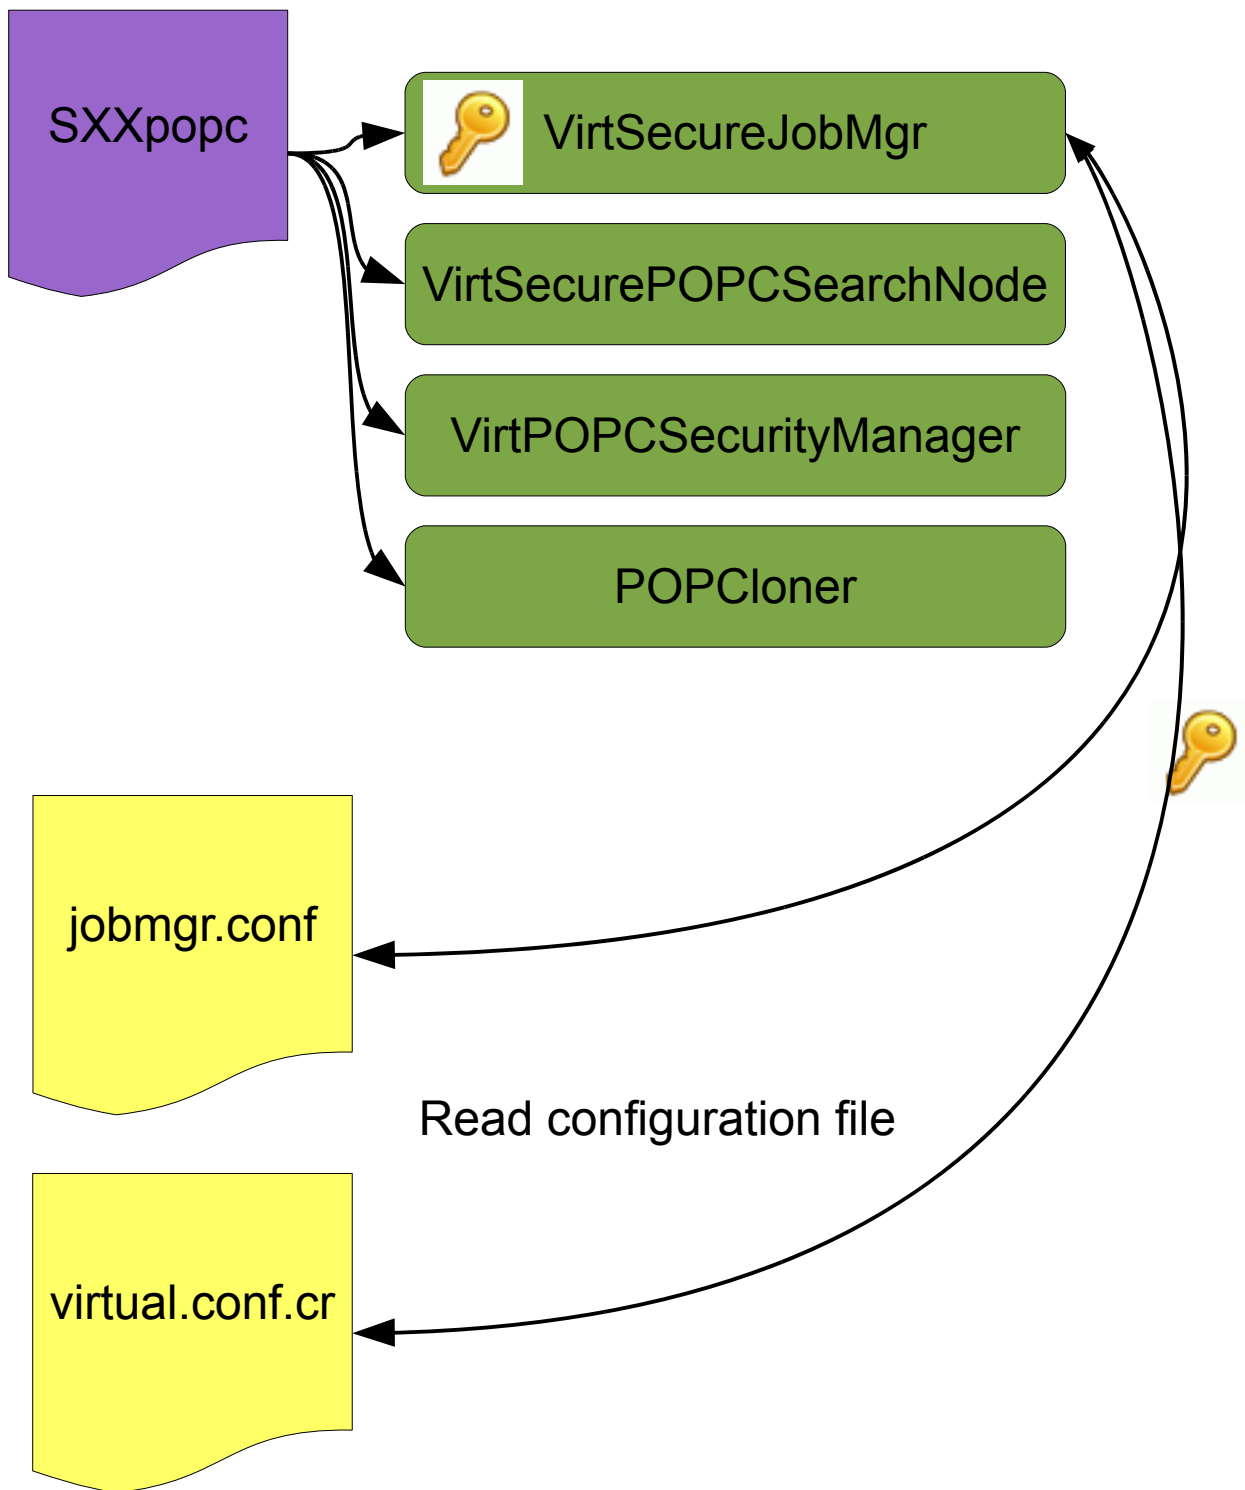 SXXpopc
VirtSecureJobMgr
VirtSecurePOPCSearchNode
VirtPOPCSecurityManager
POPCloner
jobmgr.conf
Read configuration file
virtual.conf.cr